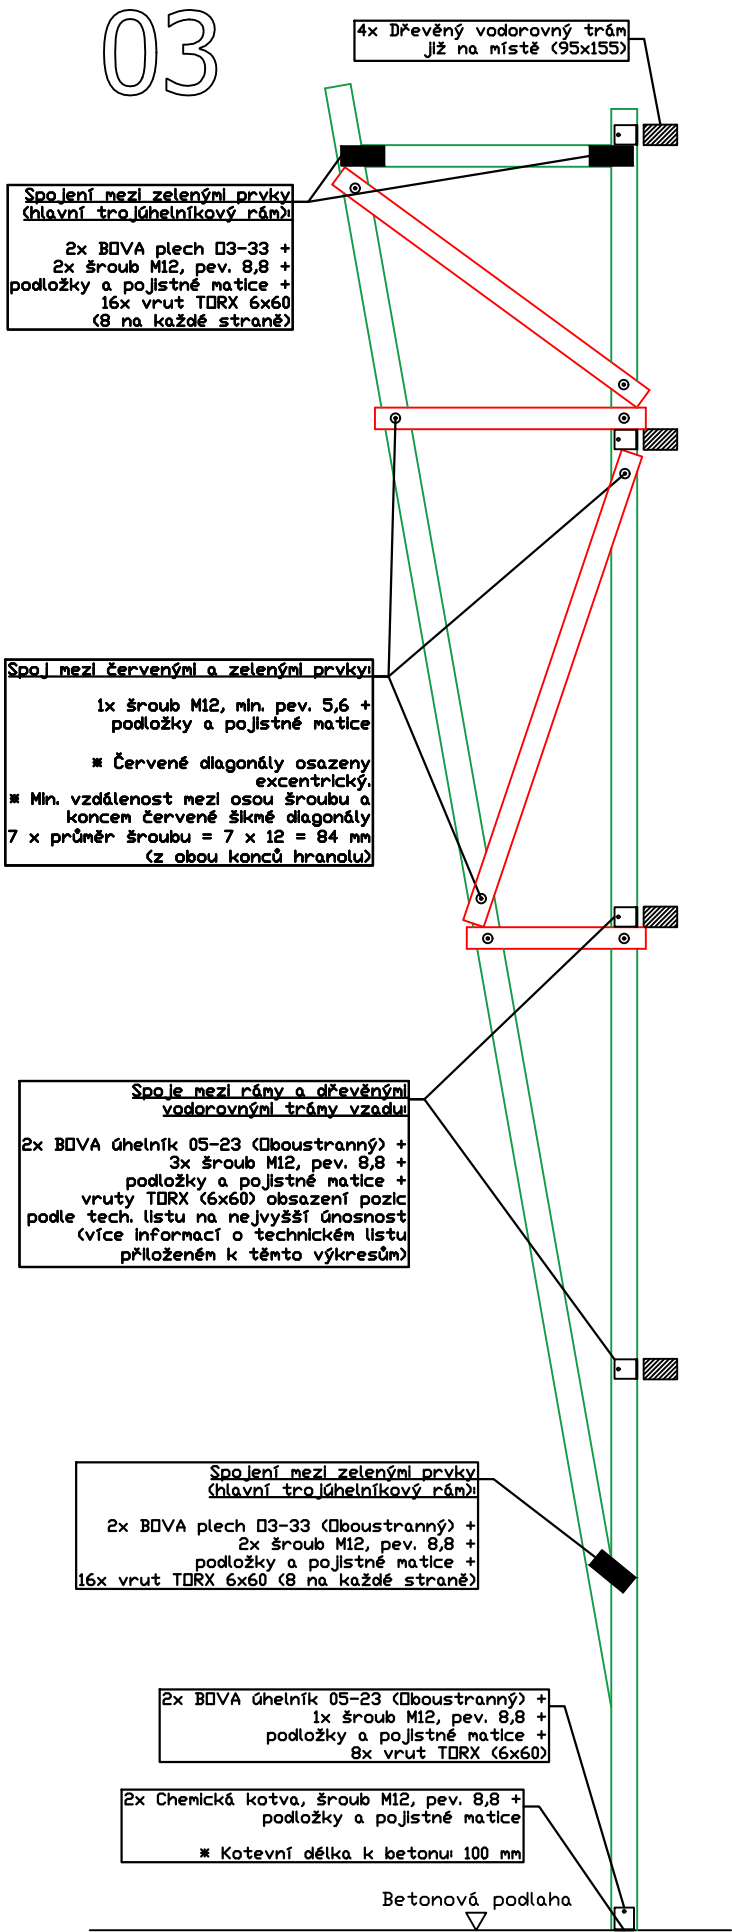 03
4x Dřevěný vodorovný trám
již na místě (95x155)
Spojení mezi zelenými prvky
(hlavní trojúhelníkový rám):
2x BOVA plech 03-33 +
2x šroub M12, pev. 8,8 +
podložky a pojistné matice +
16x vrut TORX 6x60
(8 na každé straně)
Spoj mezi červenými a zelenými prvky:
1x šroub M12, min. pev. 5,6 +
podložky a pojistné matice
* Červené diagonály osazeny
excentrický.
* Min. vzdálenost mezi osou šroubu a
koncem červené šikmé diagonály
7 x průměr šroubu = 7 x 12 = 84 mm
(z obou konců hranolu)
Spoje mezi rámy a dřevěnými
vodorovnými trámy vzadu:
2x BOVA úhelník 05-23 (Oboustranný) +
3x šroub M12, pev. 8,8 +
podložky a pojistné matice +
vruty TORX (6x60) obsazení pozic
podle tech. listu na nejvyšší únosnost
(více informací o technickém listu
přiloženém k těmto výkresům)
Spojení mezi zelenými prvky
(hlavní trojúhelníkový rám):
2x BOVA plech 03-33 (Oboustranný) +
2x šroub M12, pev. 8,8 +
podložky a pojistné matice +
16x vrut TORX 6x60 (8 na každé straně)
2x BOVA úhelník 05-23 (Oboustranný) +
1x šroub M12, pev. 8,8 +
podložky a pojistné matice +
8x vrut TORX (6x60)
2x Chemická kotva, šroub M12, pev. 8,8 +
podložky a pojistné matice
* Kotevní délka k betonu: 100 mm
Betonová podlaha